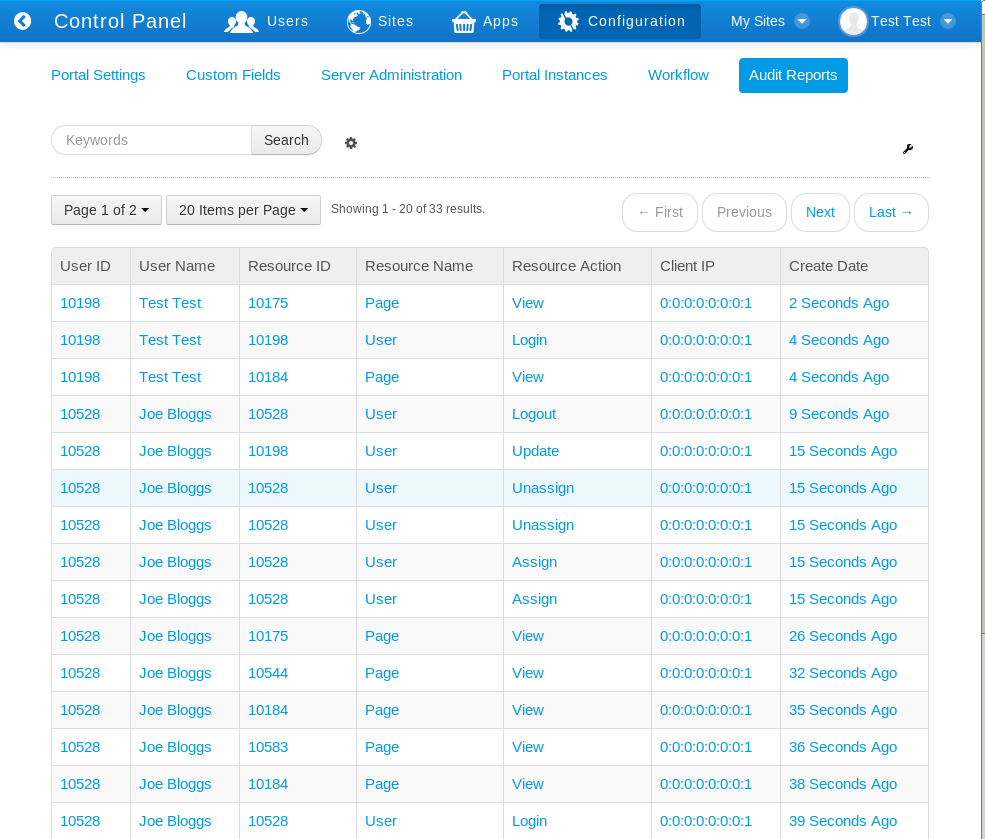 Control Panel Users Sites Apps Configuration My Sites Test Test
Portal Settings Custom Fields Server Administration Portal Instances Workflow Audit Reports
Keywords Search
Page 1 of 2 20 Items per Page Showing 1 - 20 of 33 results. ← First Previous Next Last →
User ID User Name Resource ID Resource Name Resource Action Client IP Create Date
10198 Test Test 10175 Page View 0:0:0:0:0:0:0:1 2 Seconds Ago
10198 Test Test 10198 User Login 0:0:0:0:0:0:0:1 4 Seconds Ago
10198 Test Test 10184 Page View 0:0:0:0:0:0:0:1 4 Seconds Ago
10528 Joe Bloggs 10528 User Logout 0:0:0:0:0:0:0:1 9 Seconds Ago
10528 Joe Bloggs 10198 User Update 0:0:0:0:0:0:0:1 15 Seconds Ago
10528 Joe Bloggs 10528 User Unassign 0:0:0:0:0:0:0:1 15 Seconds Ago
10528 Joe Bloggs 10528 User Unassign 0:0:0:0:0:0:0:1 15 Seconds Ago
10528 Joe Bloggs 10528 User Assign 0:0:0:0:0:0:0:1 15 Seconds Ago
10528 Joe Bloggs 10528 User Assign 0:0:0:0:0:0:0:1 15 Seconds Ago
10528 Joe Bloggs 10175 Page View 0:0:0:0:0:0:0:1 26 Seconds Ago
10528 Joe Bloggs 10544 Page View 0:0:0:0:0:0:0:1 32 Seconds Ago
10528 Joe Bloggs 10184 Page View 0:0:0:0:0:0:0:1 35 Seconds Ago
10528 Joe Bloggs 10583 Page View 0:0:0:0:0:0:0:1 36 Seconds Ago
10528 Joe Bloggs 10184 Page View 0:0:0:0:0:0:0:1 38 Seconds Ago
10528 Joe Bloggs 10528 User Login 0:0:0:0:0:0:0:1 39 Seconds Ago